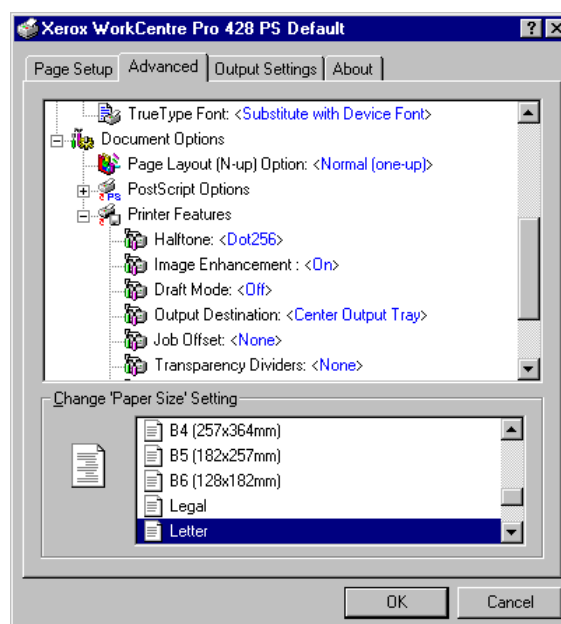 Xerox WorkCentre Pro 428 PS Default
Page Setup Advanced Output Settings About
TrueType Font: <Substitute with Device Font>
Document Options
Page Layout (N-up) Option: <Normal (one-up)>
PS PostScript Options
Printer Features
Halftone: <Dot256>
Image Enhancement : <On>
Draft Mode: <Off>
Output Destination: <Center Output Tray>
Job Offset: <None>
Transparency Dividers: <None>
Change 'Paper Size' Setting
B4 (257x364mm)
B5 (182x257mm)
B6 (128x182mm)
Legal
Letter
OK Cancel